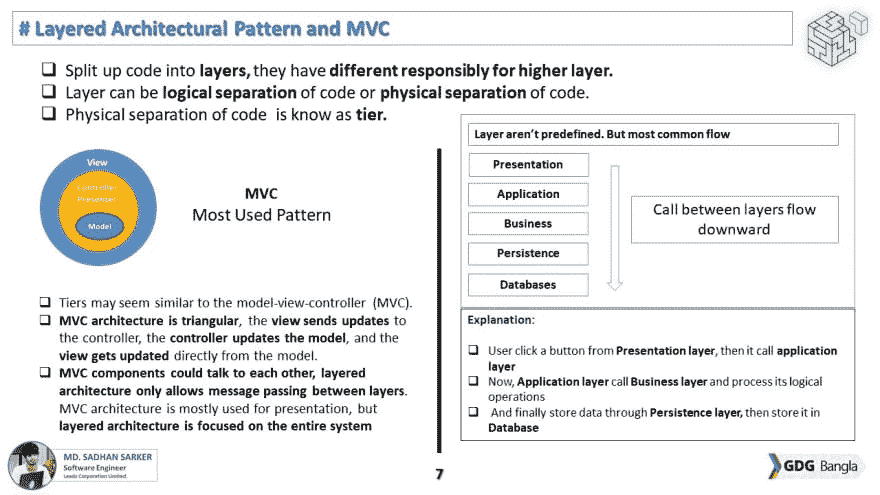 # Layered Architectural Pattern and MVC
❑ Split up code into layers, they have different responsibly for higher layer.
❑ Layer can be logical separation of code or physical separation of code.
❑ Physical separation of code is know as tier.
View
Controller
Presenter
Model
MVC
Most Used Pattern
❑ Tiers may seem similar to the model-view-controller (MVC).
❑ MVC architecture is triangular, the view sends updates to
the controller, the controller updates the model, and the
view gets updated directly from the model.
❑ MVC components could talk to each other, layered
architecture only allows message passing between layers.
MVC architecture is mostly used for presentation, but
layered architecture is focused on the entire system
Layer aren't predefined. But most common flow
Presentation
Application
Business
Persistence
Databases
Call between layers flow
downward
Explanation:
❑ User click a button from Presentation layer, then it call application
layer
❑ Now, Application layer call Business layer and process its logical
operations
❑ And finally store data through Persistence layer, then store it in
Database
MD. SADHAN SARKER
Software Engineer
Leads Corporation Limited.
7
GDG Bangla